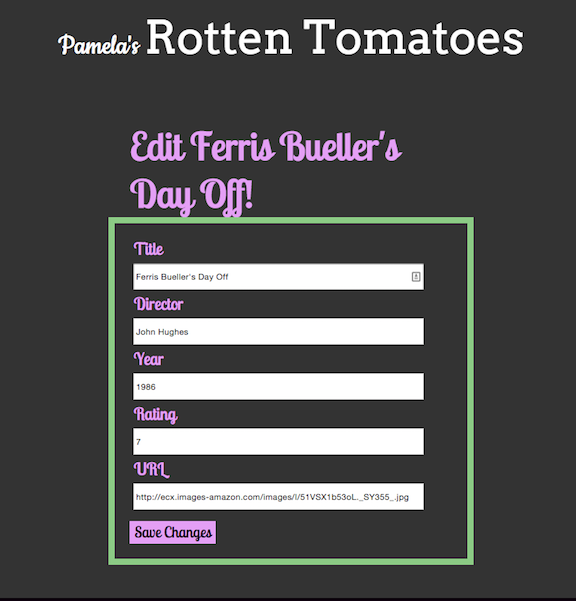 Pamela's Rotten Tomatoes
Edit Ferris Bueller's
Day Off!
Title
Ferris Bueller's Day Off
Director
John Hughes
Year
1986
Rating
7
URL
http://ecx.images-amazon.com/images/I/51VSX1b53oL._SY355_.jpg
Save Changes